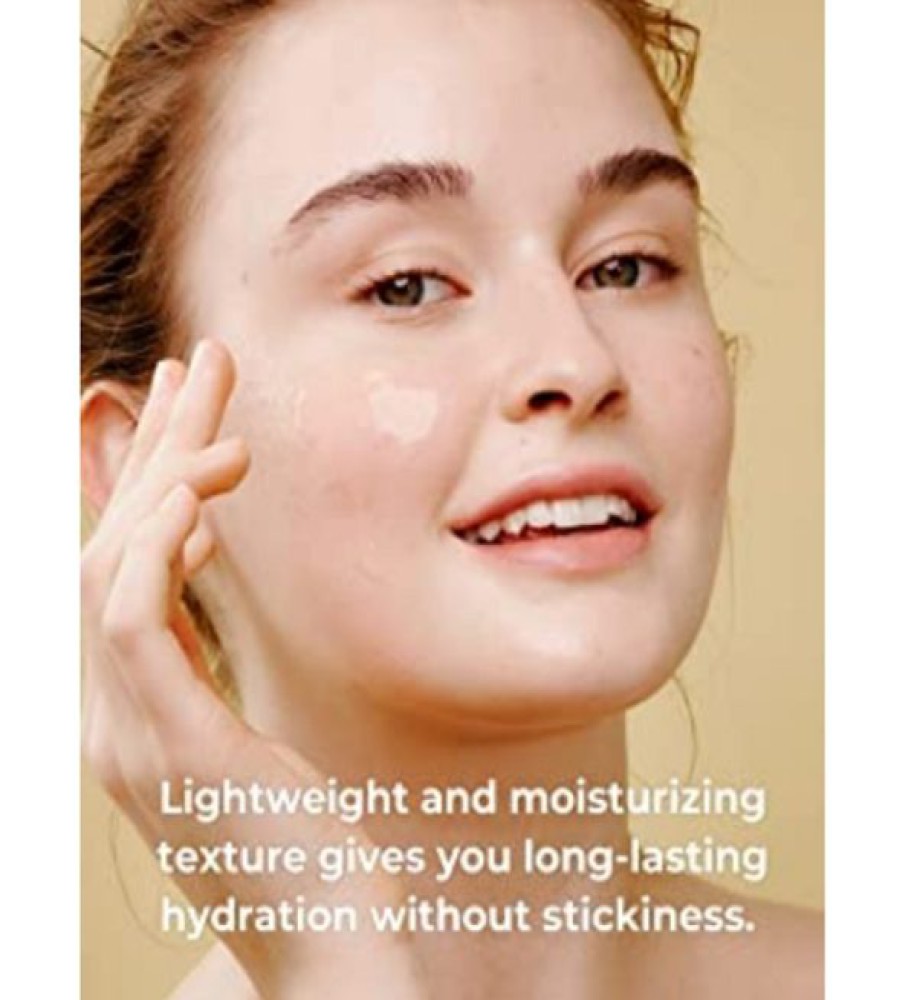 Lightweight and moisturizing
texture gives you long-lasting
hydration without stickiness.